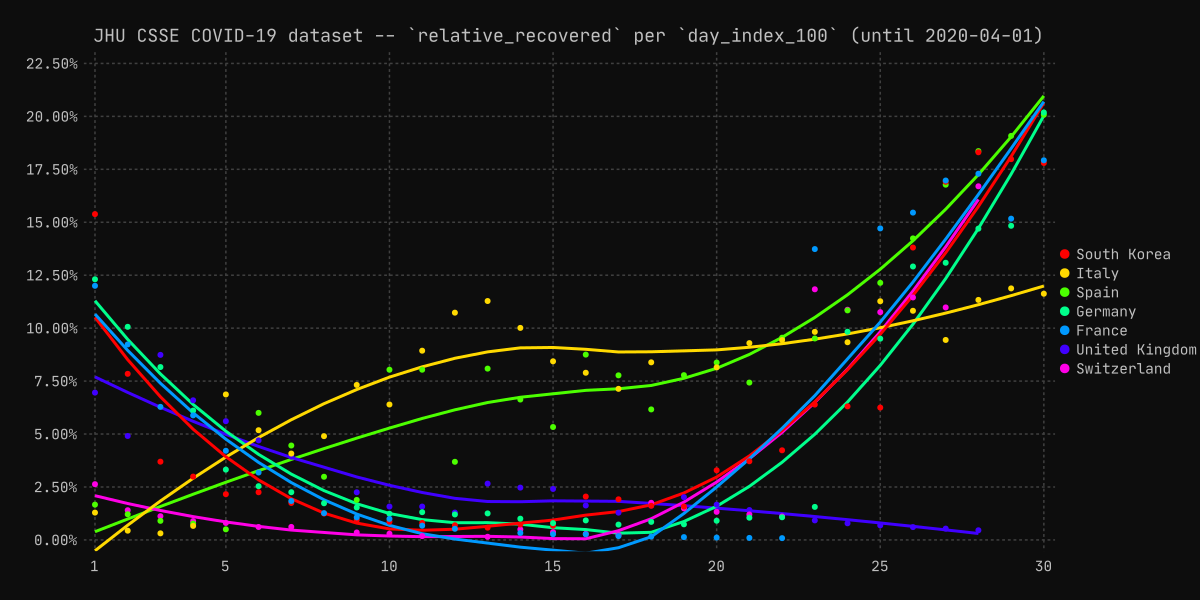 JHU CSSE COVID-19 dataset -- `relative_recovered` per `day_index_100` (until 2020-04-01)
22.50%
20.00%
17.50%
15.00%
12.50%
10.00%
7.50%
5.00%
2.50%
0.00%
1 5 10 15 20 25 30
South Korea
Italy
Spain
Germany
France
United Kingdom
Switzerland